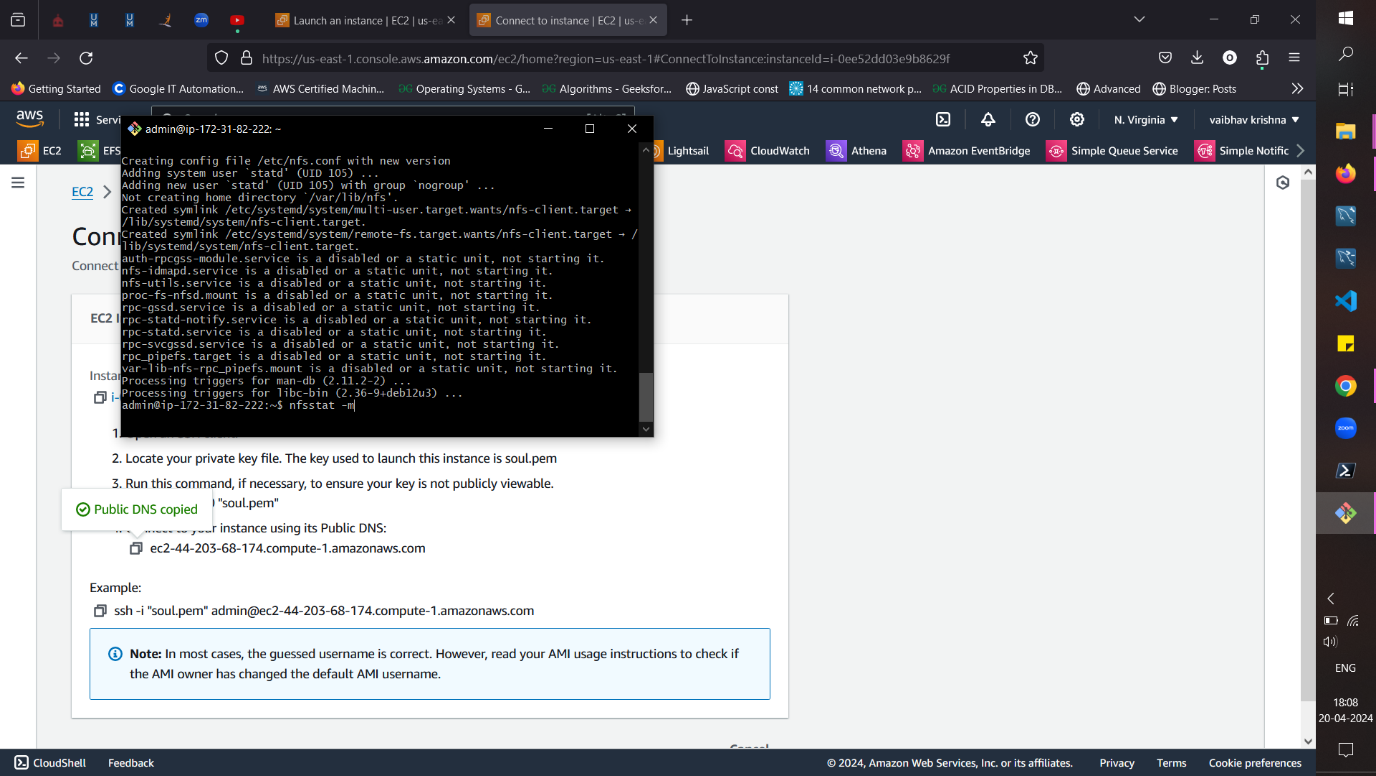 zm
Launch an instance | EC2 | us-ea
Connect to instance | EC2 | us-e
https://us-east-1.console.aws.amazon.com/ec2/home?region=us-east-1#ConnectToInstance:instanceId=i-0ee52dd03e9b8629f
Getting Started
Google IT Automation...
AWS Certified Machin...
Operating Systems - G...
Algorithms - Geeksfor...
JavaScript const
14 common network p...
ACID Properties in DB...
Advanced
Blogger: Posts
aws
Servi
N. Virginia
vaibhav krishna
EC2
EFS
Lightsail
CloudWatch
Athena
Amazon EventBridge
Simple Queue Service
Simple Notific
admin@ip-172-31-82-222: ~
Creating config file /etc/nfs.conf with new version
Adding system user `statd' (UID 105) ...
Adding new user `statd' (UID 105) with group `nogroup' ...
Not creating home directory `/var/lib/nfs'.
Created symlink /etc/systemd/system/multi-user.target.wants/nfs-client.target →
/lib/systemd/system/nfs-client.target.
Created symlink /etc/systemd/system/remote-fs.target.wants/nfs-client.target → /
lib/systemd/system/nfs-client.target.
auth-rpcgss-module.service is a disabled or a static unit, not starting it.
nfs-idmapd.service is a disabled or a static unit, not starting it.
nfs-utils.service is a disabled or a static unit, not starting it.
proc-fs-nfsd.mount is a disabled or a static unit, not starting it.
rpc-gssd.service is a disabled or a static unit, not starting it.
rpc-statd-notify.service is a disabled or a static unit, not starting it.
rpc-statd.service is a disabled or a static unit, not starting it.
rpc-svcgssd.service is a disabled or a static unit, not starting it.
rpc_pipefs.target is a disabled or a static unit, not starting it.
var-lib-nfs-rpc_pipefs.mount is a disabled or a static unit, not starting it.
Processing triggers for man-db (2.11.2-2) ...
Processing triggers for libc-bin (2.36-9+deb12u3) ...
admin@ip-172-31-82-222:~$ nfsstat -m
EC2
Con
Connect
EC2 I
Instan
i-
2. Locate your private key file. The key used to launch this instance is soul.pem
3. Run this command, if necessary, to ensure your key is not publicly viewable.
"soul.pem"
Public DNS copied
your instance using its Public DNS:
ec2-44-203-68-174.compute-1.amazonaws.com
Example:
ssh -i "soul.pem" admin@ec2-44-203-68-174.compute-1.amazonaws.com
Note: In most cases, the guessed username is correct. However, read your AMI usage instructions to check if
the AMI owner has changed the default AMI username.
CloudShell
Feedback
© 2024, Amazon Web Services, Inc. or its affiliates.
Privacy
Terms
Cookie preferences
zoom
ENG
18:08
20-04-2024